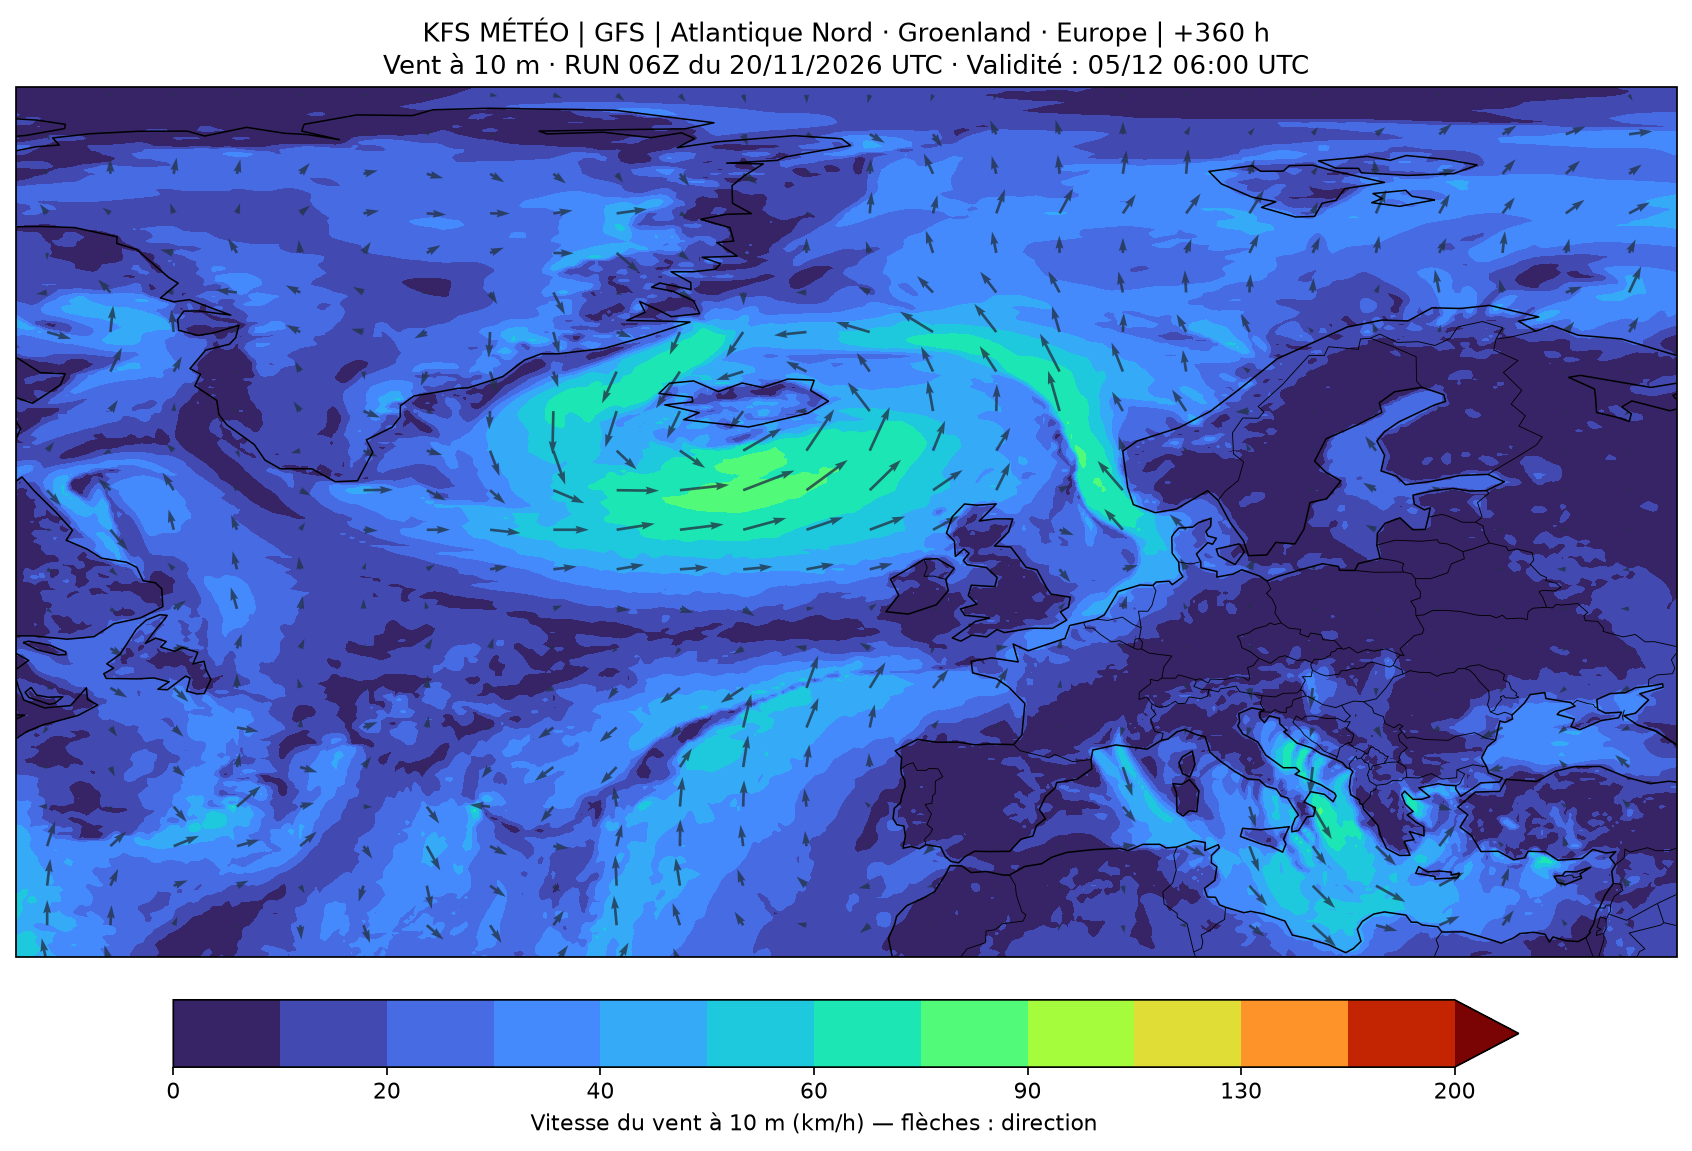 KFS MÉTÉO | GFS | Atlantique Nord · Groenland · Europe | +360 h
Vent à 10 m · RUN 06Z du 20/11/2026 UTC · Validité : 05/12 06:00 UTC
0 20 40 60 90 130 200
Vitesse du vent à 10 m (km/h) — flèches : direction